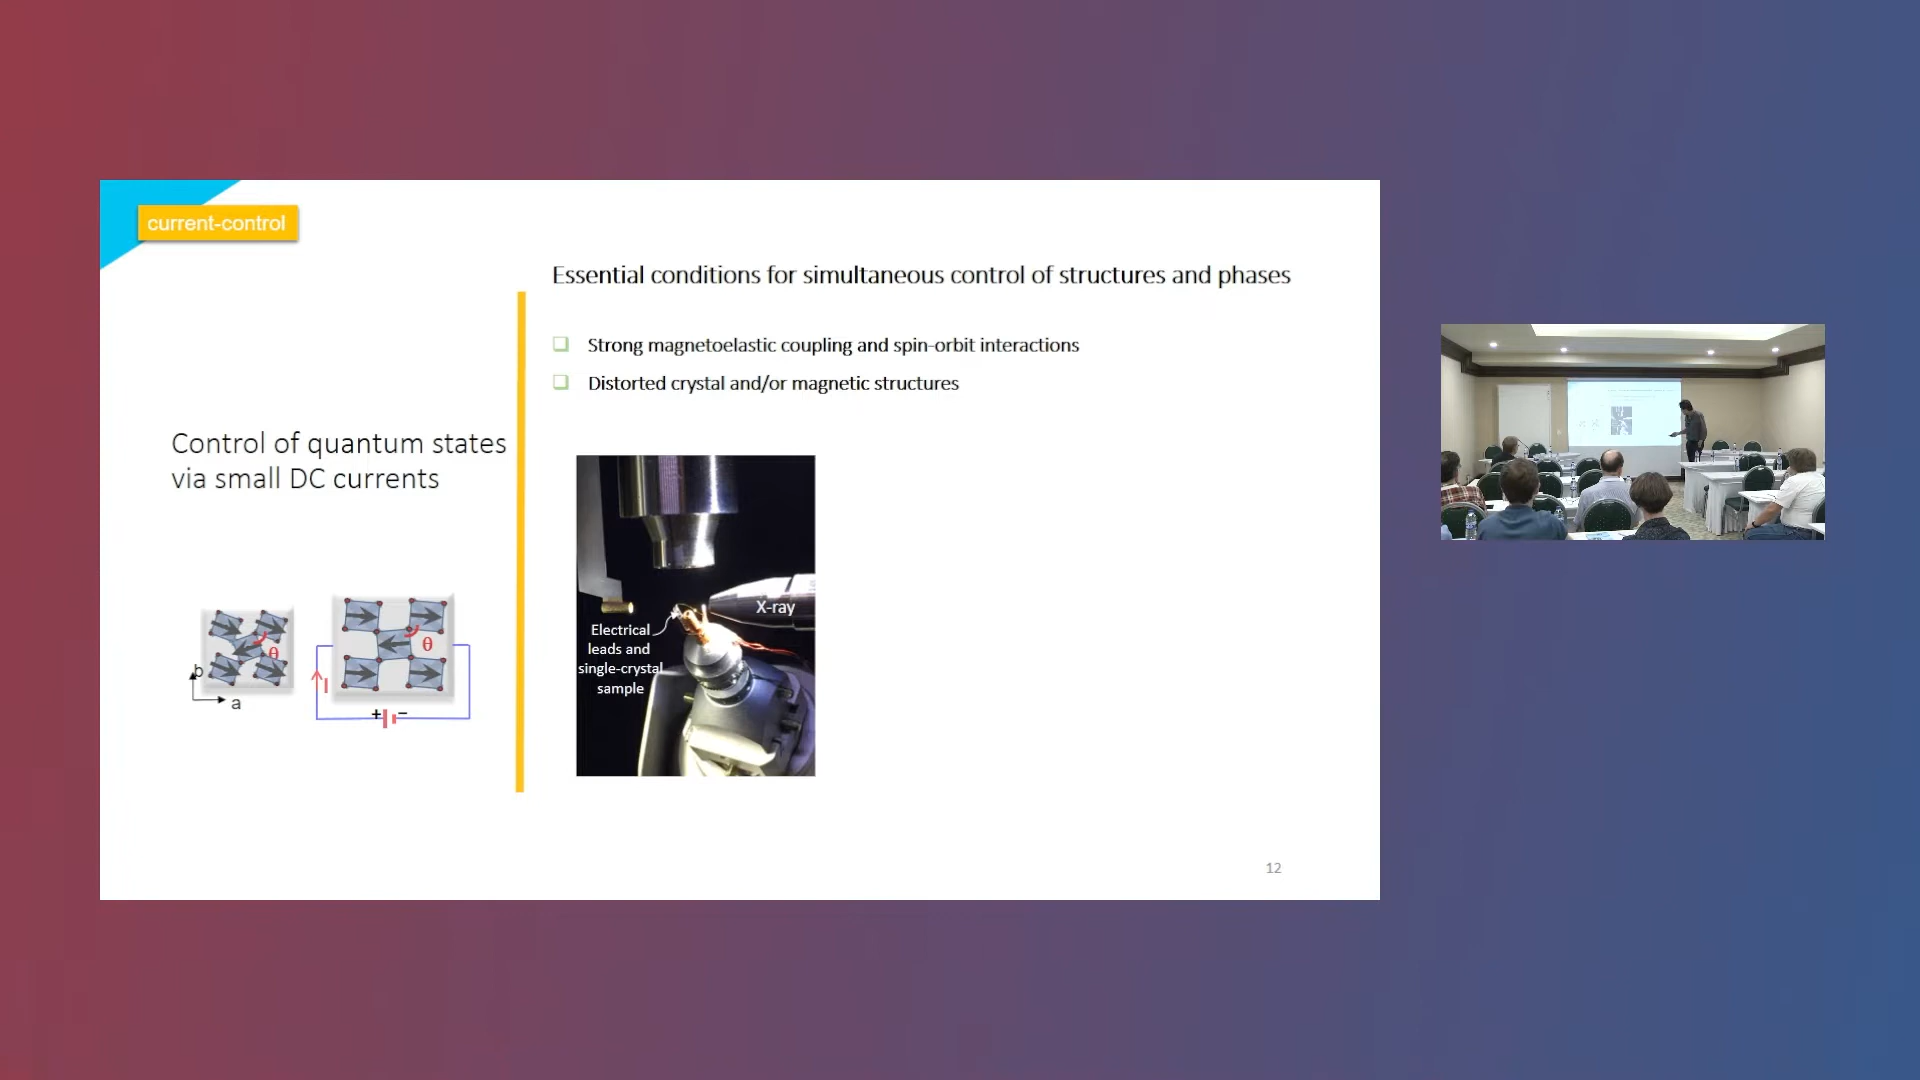 current-control
Essential conditions for simultaneous control of structures and phases
Strong magnetoelastic coupling and spin-orbit interactions
Distorted crystal and/or magnetic structures
Control of quantum states
via small DC currents
θ
b
a
θ
I
+ −
X-ray
Electrical
leads and
single-crystal
sample
12